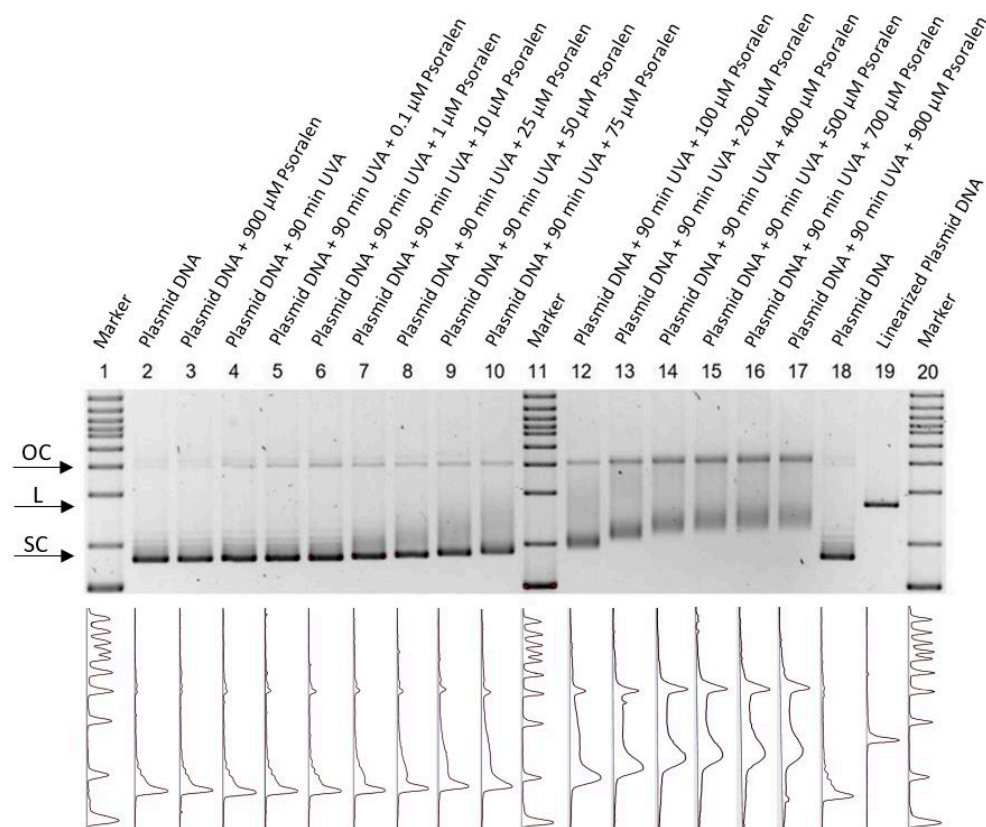 Marker
Plasmid DNA
Plasmid DNA + 900 μM Psoralen
Plasmid DNA + 90 min UVA
Plasmid DNA + 90 min UVA + 0.1 μM Psoralen
Plasmid DNA + 90 min UVA + 1 μM Psoralen
Plasmid DNA + 90 min UVA + 10 μM Psoralen
Plasmid DNA + 90 min UVA + 25 μM Psoralen
Plasmid DNA + 90 min UVA + 50 μM Psoralen
Plasmid DNA + 90 min UVA + 75 μM Psoralen
Marker
Plasmid DNA + 90 min UVA + 100 μM Psoralen
Plasmid DNA + 90 min UVA + 200 μM Psoralen
Plasmid DNA + 90 min UVA + 400 μM Psoralen
Plasmid DNA + 90 min UVA + 500 μM Psoralen
Plasmid DNA + 90 min UVA + 700 μM Psoralen
Plasmid DNA + 90 min UVA + 900 μM Psoralen
Plasmid DNA
Linearized Plasmid DNA
Marker
1 2 3 4 5 6 7 8 9 10 11 12 13 14 15 16 17 18 19 20
OC
L
SC